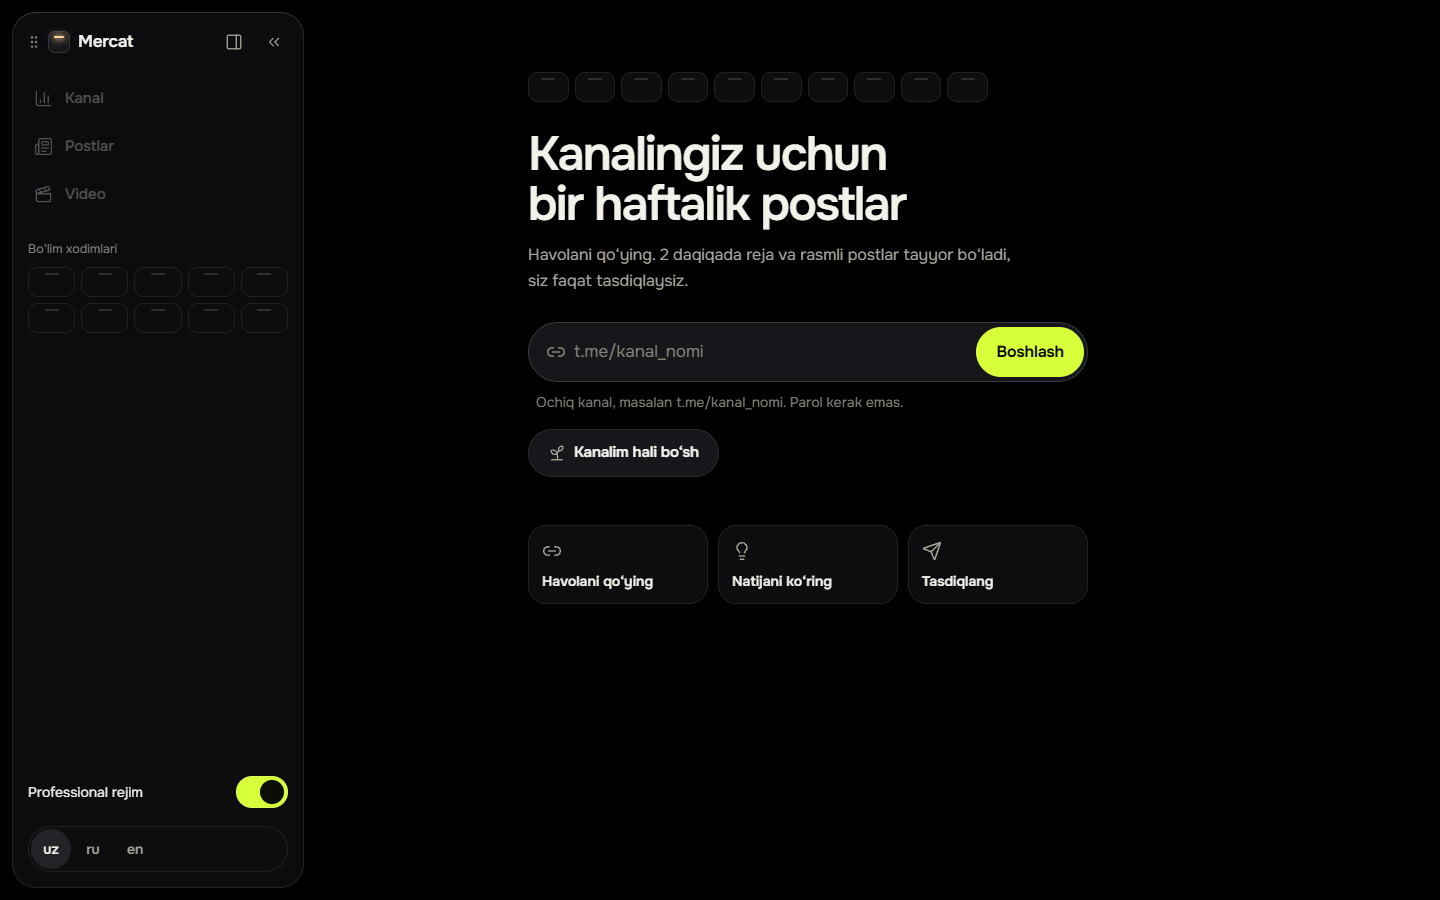 Mercat
Kanal
Postlar
Video
Bo'lim xodimlari
Professional rejim
uz ru en
Kanalingiz uchun
bir haftalik postlar
Havolani qo‘ying. 2 daqiqada reja va rasmli postlar tayyor bo‘ladi,
siz faqat tasdiqlaysiz.
t.me/kanal_nomi
Boshlash
Ochiq kanal, masalan t.me/kanal_nomi. Parol kerak emas.
Kanalim hali bo‘sh
Havolani qo‘ying
Natijani ko‘ring
Tasdiqlang